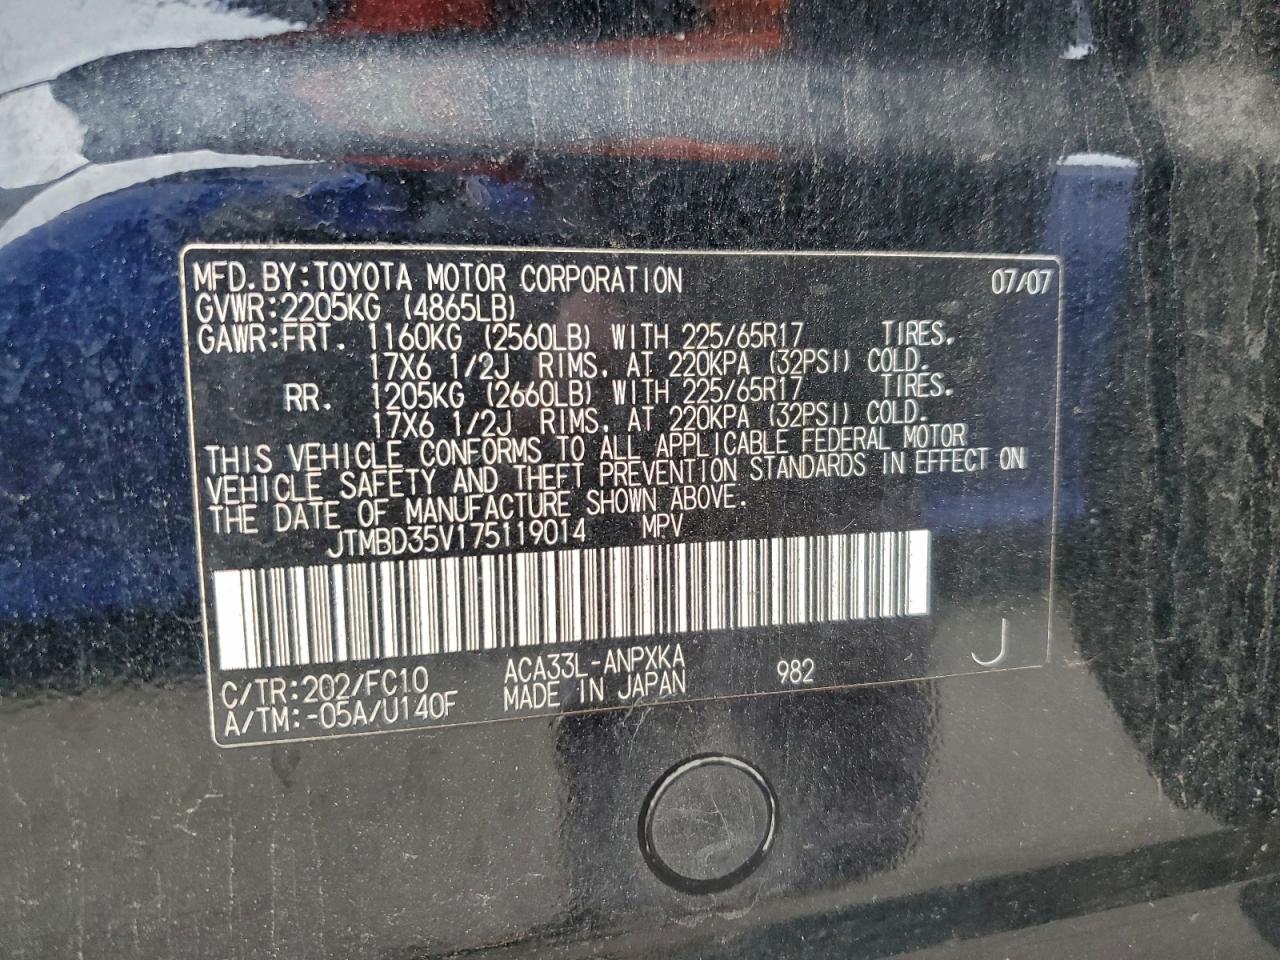 MFD. BY: TOYOTA MOTOR CORPORATION 07/07
GVWR: 2205KG (4865LB)
GAWR: FRT. 1160KG (2560LB) WITH 225/65R17 TIRES.
17X6 1/2J RIMS. AT 220KPA (32PSI) COLD.
RR. 1205KG (2660LB) WITH 225/65R17 TIRES.
17X6 1/2J RIMS. AT 220KPA (32PSI) COLD.
THIS VEHICLE CONFORMS TO ALL APPLICABLE FEDERAL MOTOR
VEHICLE SAFETY AND THEFT PREVENTION STANDARDS IN EFFECT ON
THE DATE OF MANUFACTURE SHOWN ABOVE.
JTMBD35V175119014 MPV
C/TR: 202/FC10 ACA33L-ANPXKA 982 J
A/TM: -05A/U140F MADE IN JAPAN